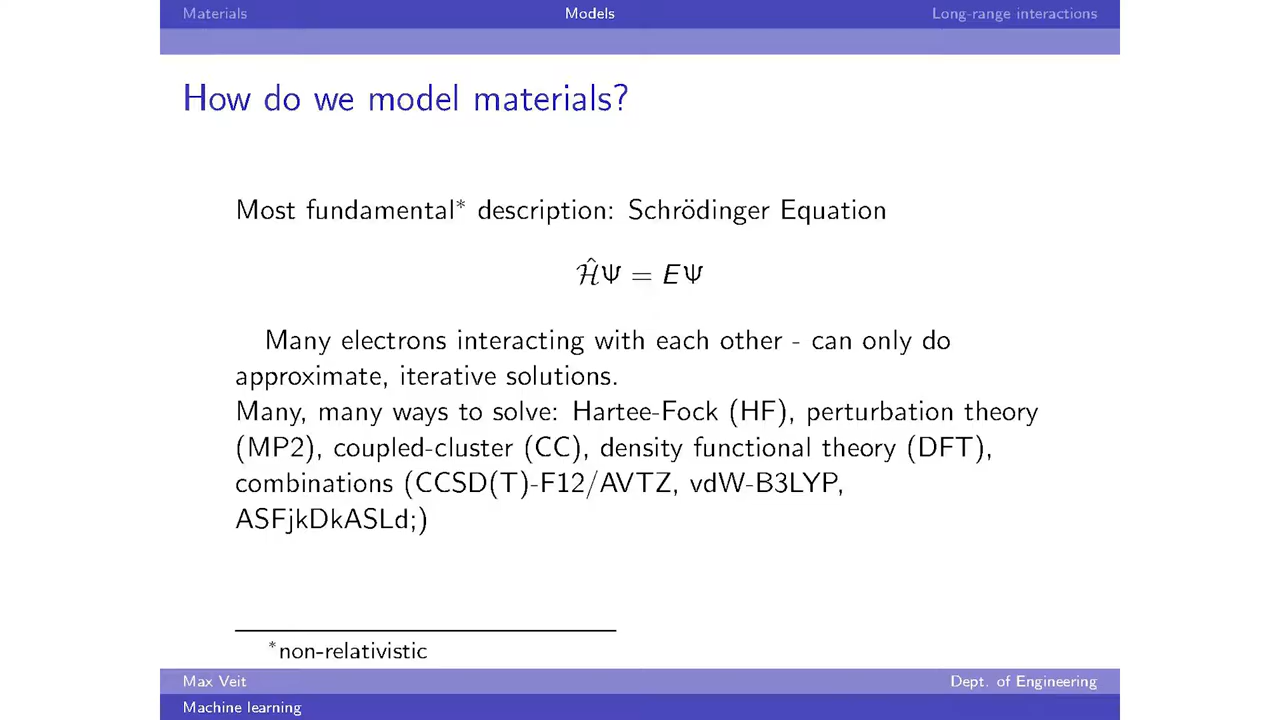 Materials Models Long-range interactions
How do we model materials?
Most fundamental* description: Schrödinger Equation
ĤΨ = EΨ
Many electrons interacting with each other - can only do
approximate, iterative solutions.
Many, many ways to solve: Hartee-Fock (HF), perturbation theory
(MP2), coupled-cluster (CC), density functional theory (DFT),
combinations (CCSD(T)-F12/AVTZ, vdW-B3LYP,
ASFjkDkASLd;)
*non-relativistic
Max Veit Dept. of Engineering
Machine learning